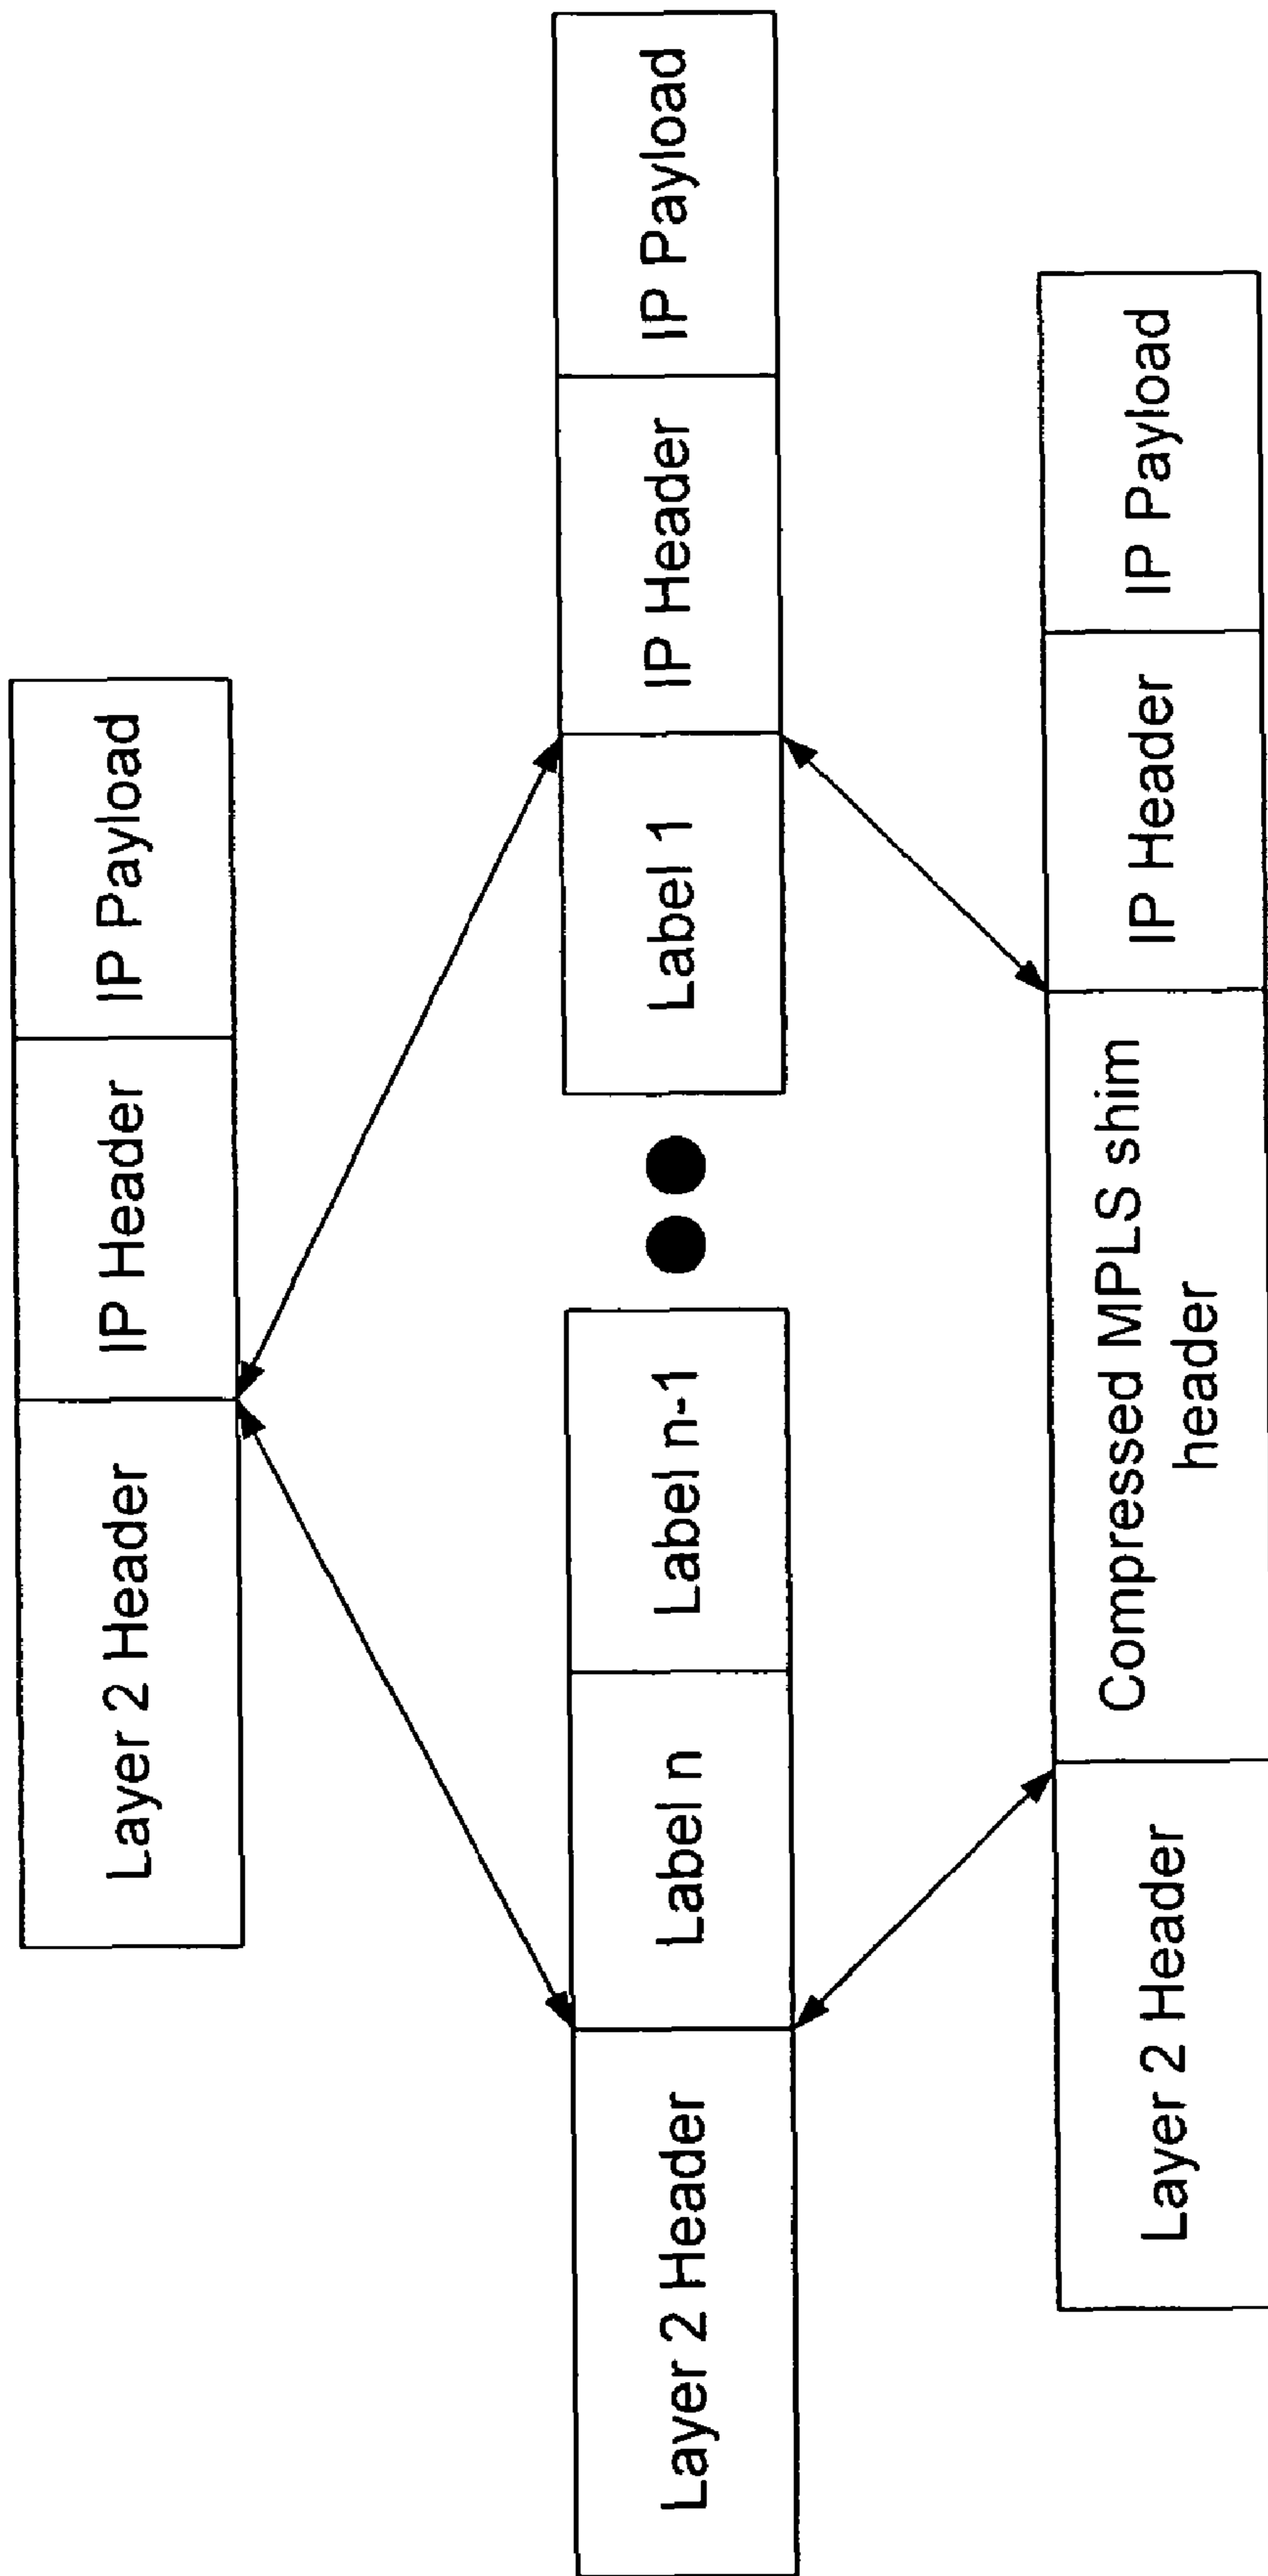 Layer 2 Header
IP Header
IP Payload
Layer 2 Header
Label n
Label n-1
Label 1
IP Header
IP Payload
Layer 2 Header
Compressed MPLS shim
header
IP Header
IP Payload